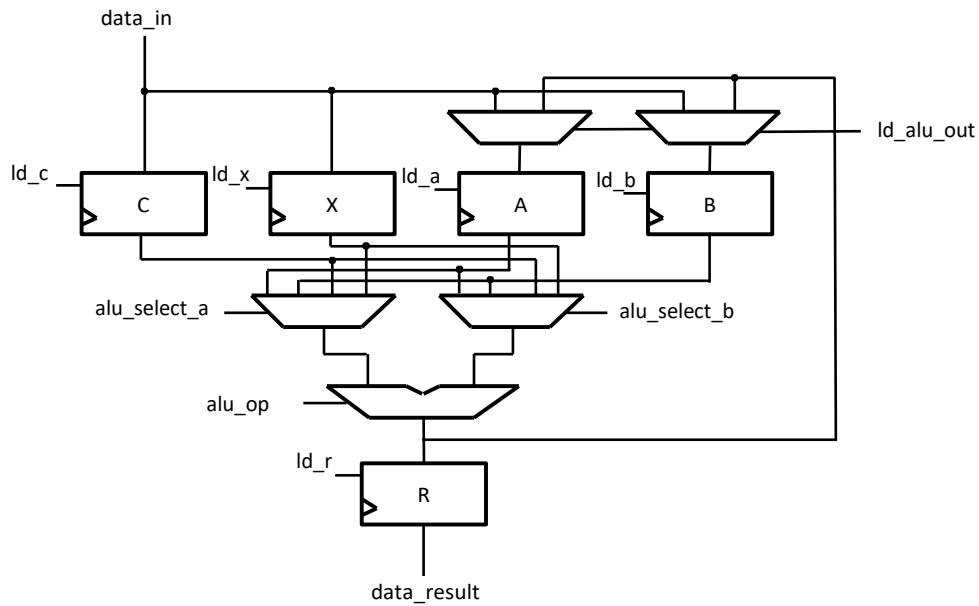 data_in
ld_alu_out
ld_c
ld_x
ld_a
ld_b
C
X
A
B
alu_select_a
alu_select_b
alu_op
ld_r
R
data_result